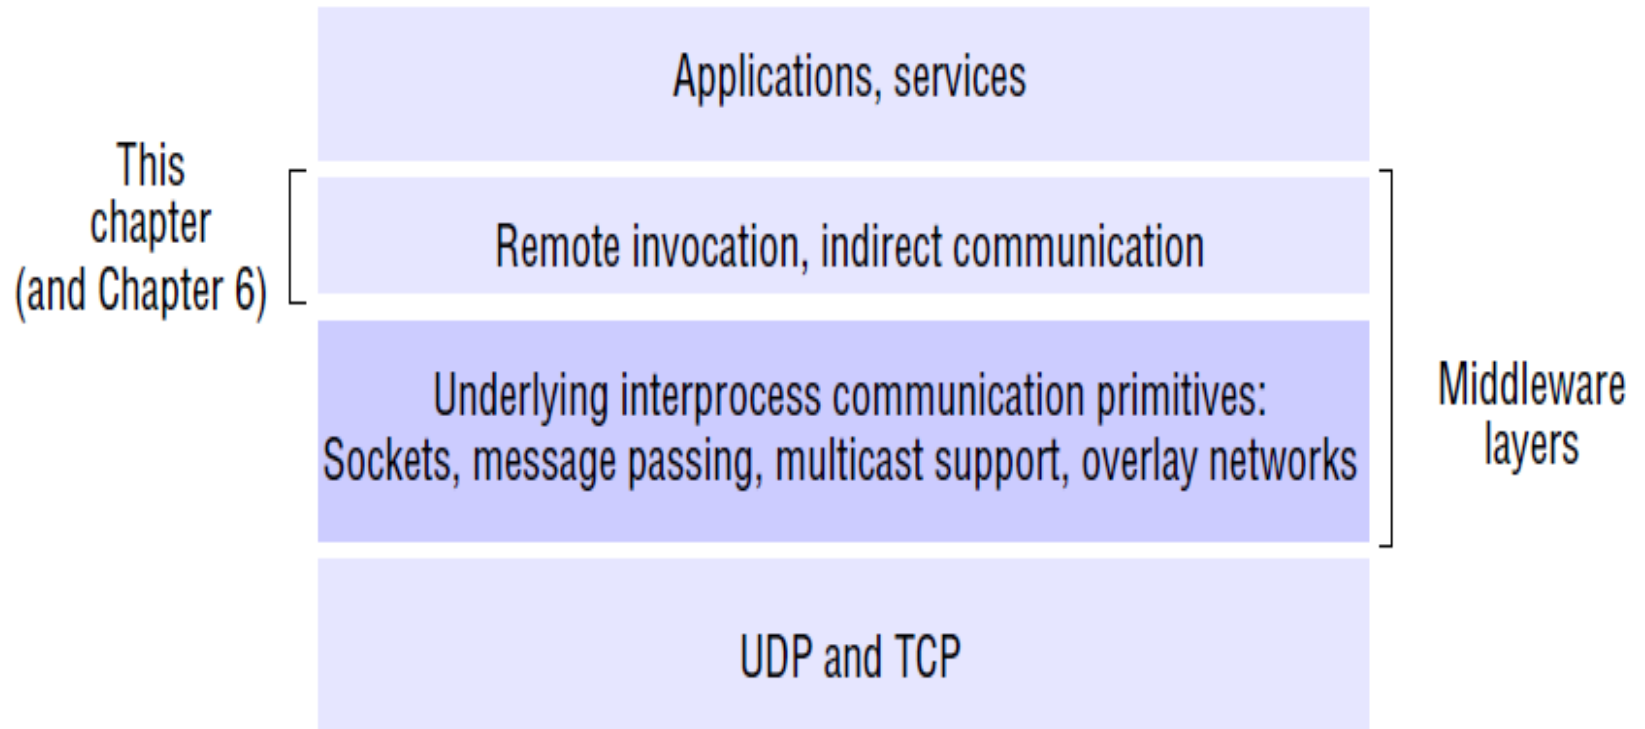 Applications, services
This
chapter
(and Chapter 6)
Remote invocation, indirect communication
Underlying interprocess communication primitives:
Sockets, message passing, multicast support, overlay networks
Middleware
layers
UDP and TCP